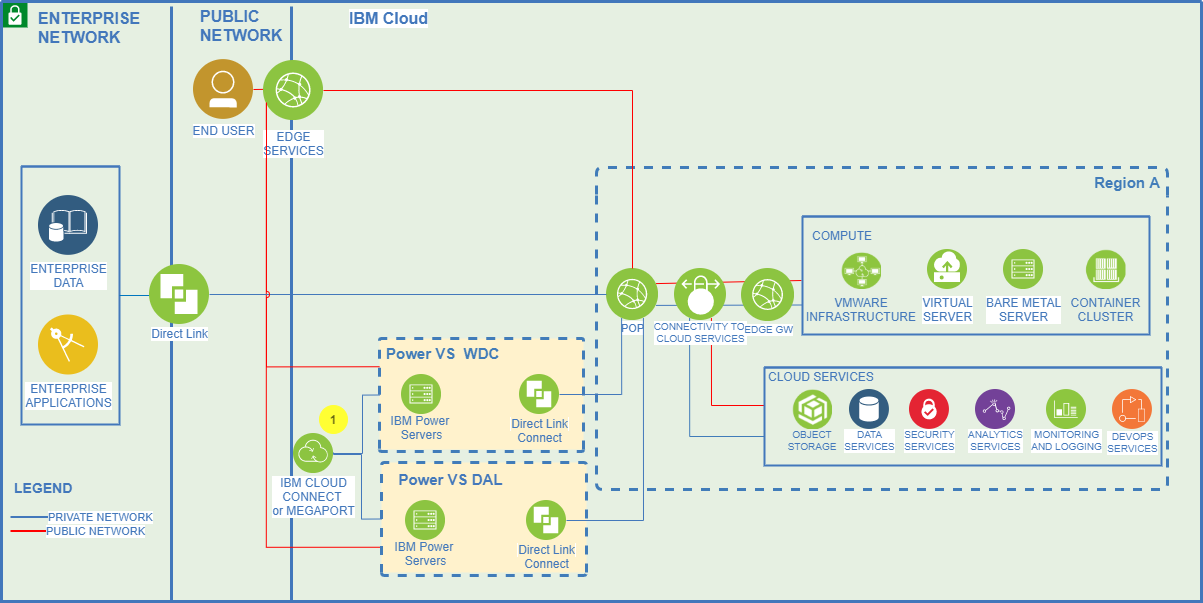 ENTERPRISE
NETWORK
PUBLIC
NETWORK
IBM Cloud
END USER
EDGE
SERVICES
Region A
ENTERPRISE
DATA
ENTERPRISE
APPLICATIONS
Direct Link
POP
CONNECTIVITY TO
CLOUD SERVICES
EDGE GW
COMPUTE
VMWARE
INFRASTRUCTURE
VIRTUAL
SERVER
BARE METAL
SERVER
CONTAINER
CLUSTER
CLOUD SERVICES
OBJECT
STORAGE
DATA
SERVICES
SECURITY
SERVICES
ANALYTICS
SERVICES
MONITORING
AND LOGGING
DEVOPS
SERVICES
Power VS WDC
IBM Power
Servers
Direct Link
Connect
1
IBM CLOUD
CONNECT
or MEGAPORT
Power VS DAL
IBM Power
Servers
Direct Link
Connect
LEGEND
PRIVATE NETWORK
PUBLIC NETWORK